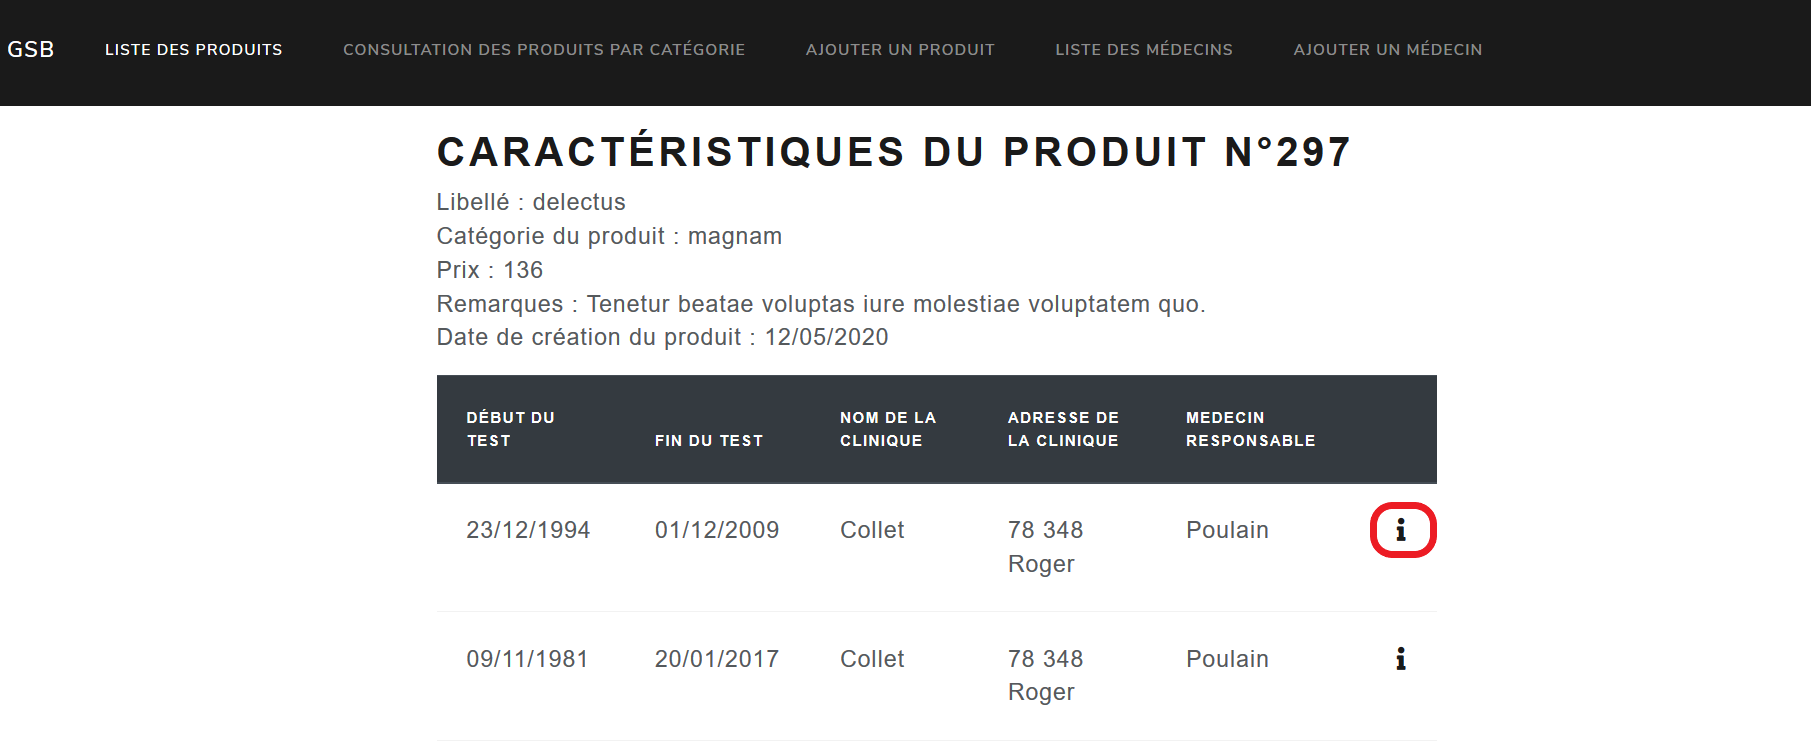 GSB LISTE DES PRODUITS CONSULTATION DES PRODUITS PAR CATÉGORIE AJOUTER UN PRODUIT LISTE DES MÉDECINS AJOUTER UN MÉDECIN
CARACTÉRISTIQUES DU PRODUIT N°297
Libellé : delectus
Catégorie du produit : magnam
Prix : 136
Remarques : Tenetur beatae voluptas iure molestiae voluptatem quo.
Date de création du produit : 12/05/2020
DÉBUT DU TEST FIN DU TEST NOM DE LA CLINIQUE ADRESSE DE LA CLINIQUE MEDECIN RESPONSABLE
23/12/1994 01/12/2009 Collet 78 348 Poulain
Roger
09/11/1981 20/01/2017 Collet 78 348 Poulain
Roger